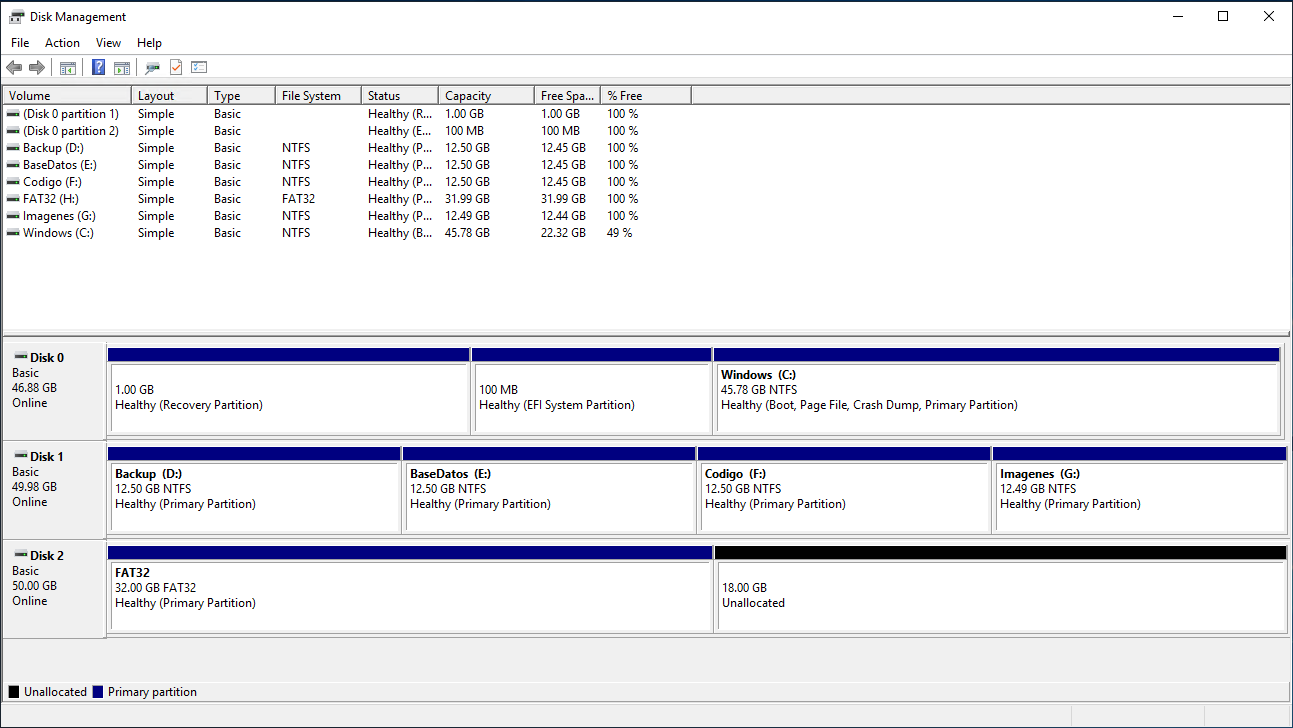 Disk Management
File Action View Help
Volume Layout Type File System Status Capacity Free Spa... % Free
(Disk 0 partition 1) Simple Basic Healthy (R... 1.00 GB 1.00 GB 100 %
(Disk 0 partition 2) Simple Basic Healthy (E... 100 MB 100 MB 100 %
Backup (D:) Simple Basic NTFS Healthy (P... 12.50 GB 12.45 GB 100 %
BaseDatos (E:) Simple Basic NTFS Healthy (P... 12.50 GB 12.45 GB 100 %
Codigo (F:) Simple Basic NTFS Healthy (P... 12.50 GB 12.45 GB 100 %
FAT32 (H:) Simple Basic FAT32 Healthy (P... 31.99 GB 31.99 GB 100 %
Imagenes (G:) Simple Basic NTFS Healthy (P... 12.49 GB 12.44 GB 100 %
Windows (C:) Simple Basic NTFS Healthy (B... 45.78 GB 22.32 GB 49 %
Disk 0
Basic
46.88 GB
Online
1.00 GB
Healthy (Recovery Partition)
100 MB
Healthy (EFI System Partition)
Windows (C:)
45.78 GB NTFS
Healthy (Boot, Page File, Crash Dump, Primary Partition)
Disk 1
Basic
49.98 GB
Online
Backup (D:)
12.50 GB NTFS
Healthy (Primary Partition)
BaseDatos (E:)
12.50 GB NTFS
Healthy (Primary Partition)
Codigo (F:)
12.50 GB NTFS
Healthy (Primary Partition)
Imagenes (G:)
12.49 GB NTFS
Healthy (Primary Partition)
Disk 2
Basic
50.00 GB
Online
FAT32
32.00 GB FAT32
Healthy (Primary Partition)
18.00 GB
Unallocated
Unallocated Primary partition